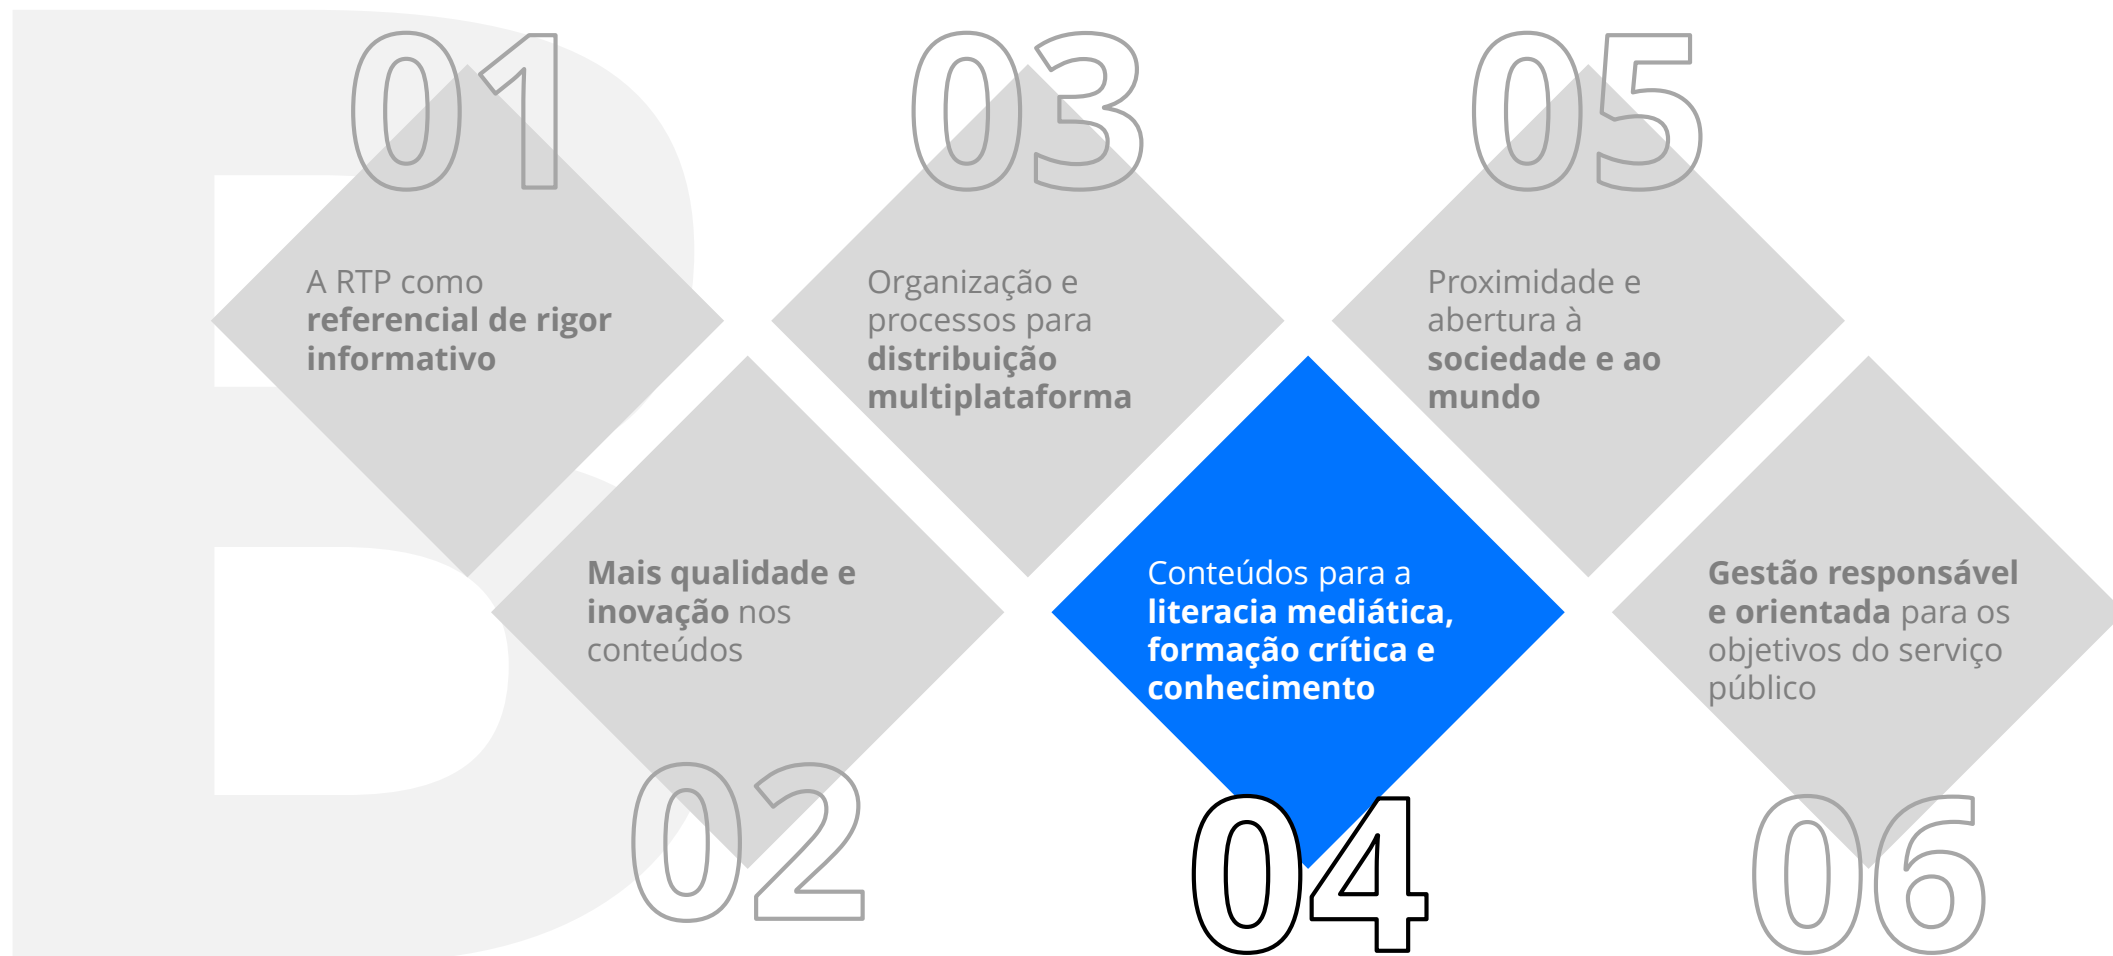 B
01
A RTP como
referencial de rigor
informativo
02
Mais qualidade e
inovação nos
conteúdos
03
Organização e
processos para
distribuição
multiplataforma
04
Conteúdos para a
literacia mediática,
formação crítica e
conhecimento
05
Proximidade e
abertura à
sociedade e ao
mundo
06
Gestão responsável
e orientada para os
objetivos do serviço
público